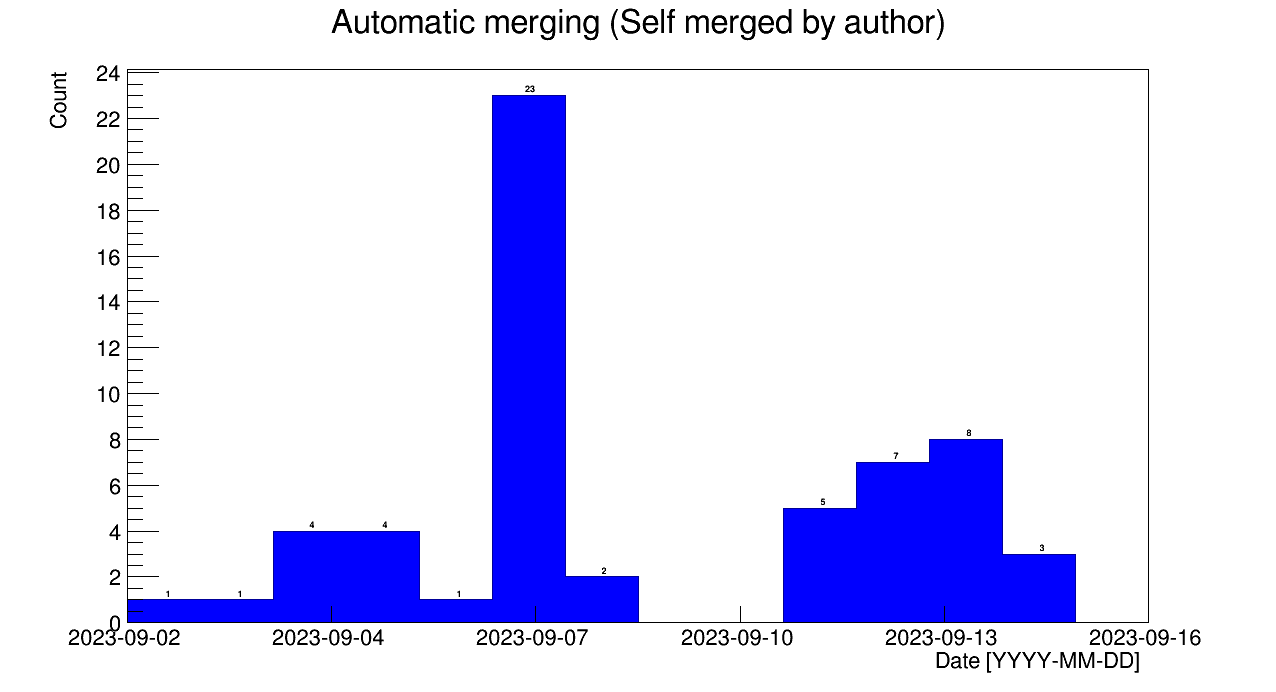 Automatic merging (Self merged by author)
Count
24
22
20
18
16
14
12
10
8
6
4
2
0
1 1 4 4 1 23 2 5 7 8 3
2023-09-02 2023-09-04 2023-09-07 2023-09-10 2023-09-13 2023-09-16
Date [YYYY-MM-DD]